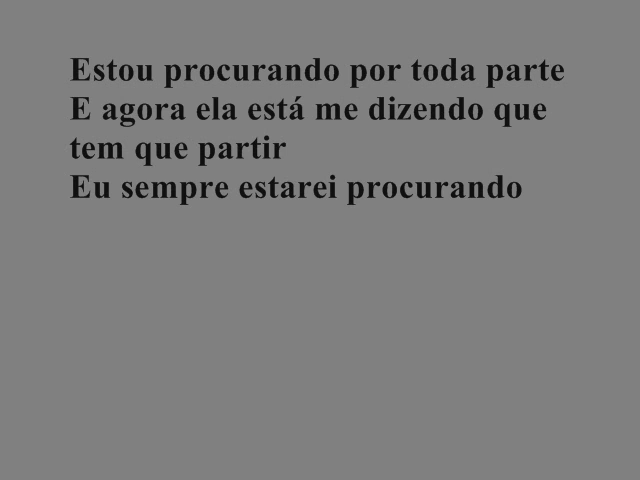 Estou procurando por toda parte
E agora ela está me dizendo que
tem que partir
Eu sempre estarei procurando